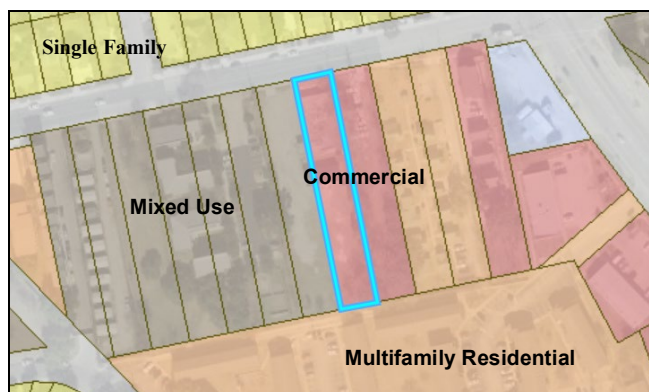 Single Family
Commercial
Mixed Use
Multifamily Residential